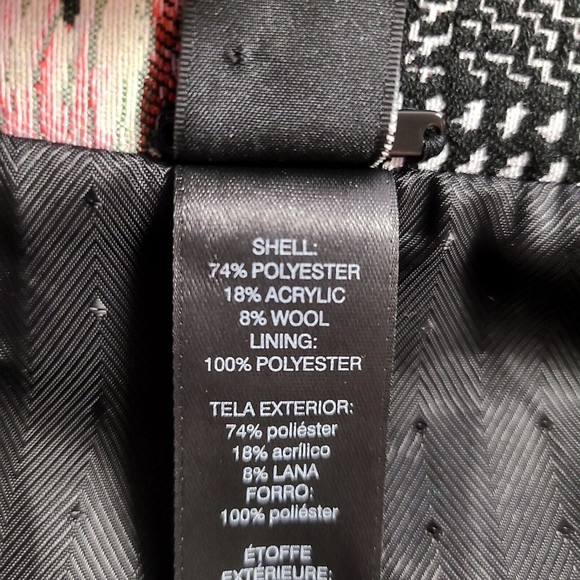 SHELL:
74% POLYESTER
18% ACRYLIC
8% WOOL
LINING:
100% POLYESTER
TELA EXTERIOR:
74% poliéster
18% acrílico
8% LANA
FORRO:
100% poliéster
ÉTOFFE
EXTÉRIEURE: